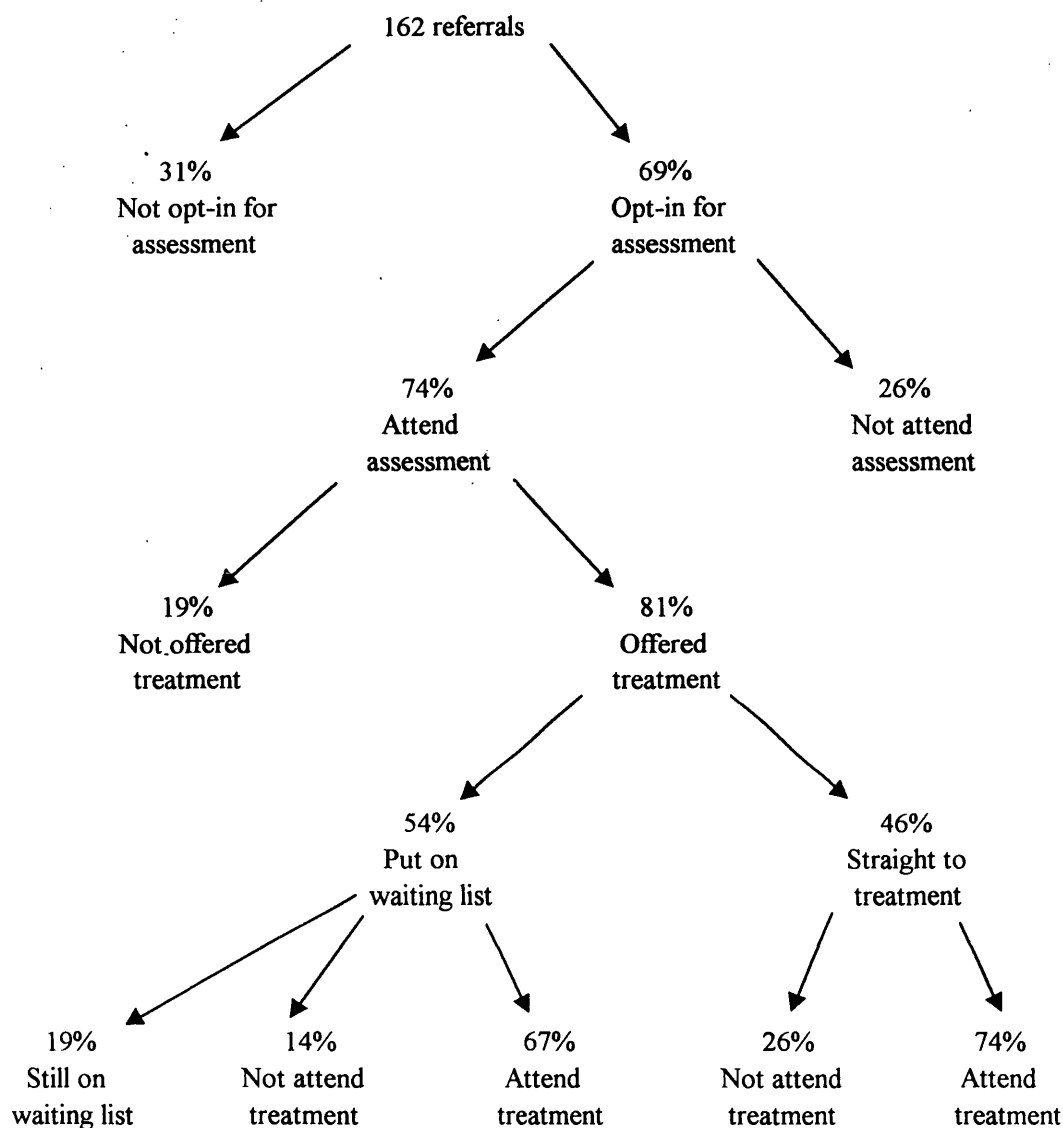 162 referrals
31%
Not opt-in for
assessment
69%
Opt-in for
assessment
74%
Attend
assessment
26%
Not attend
assessment
19%
Not offered
treatment
81%
Offered
treatment
54%
Put on
waiting list
46%
Straight to
treatment
19%
Still on
waiting list
14%
Not attend
treatment
67%
Attend
treatment
26%
Not attend
treatment
74%
Attend
treatment